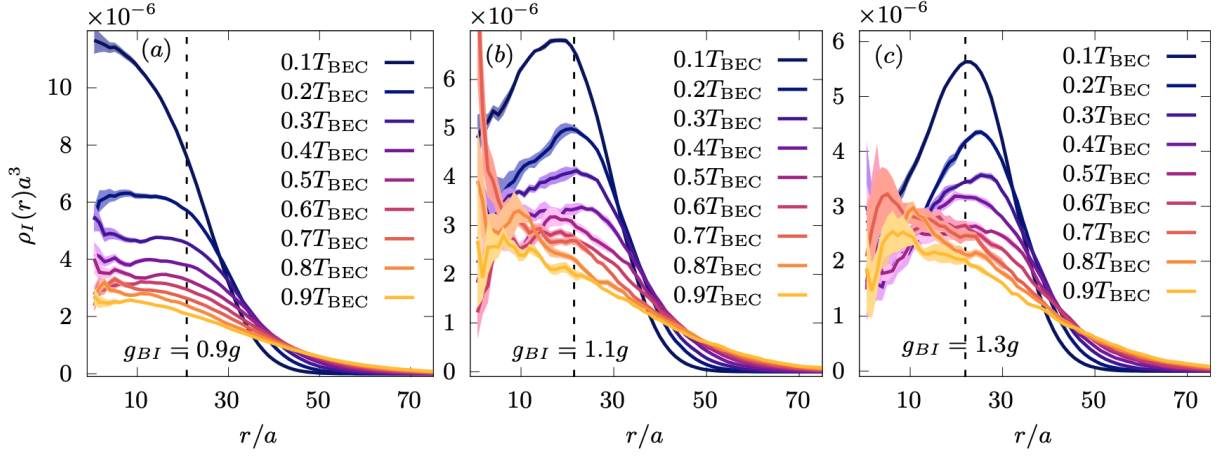 ×10⁻⁶
(a)
0.1T_BEC
0.2T_BEC
0.3T_BEC
0.4T_BEC
0.5T_BEC
0.6T_BEC
0.7T_BEC
0.8T_BEC
0.9T_BEC
g_BI = 0.9g
ρ_I(r)a³
10
8
6
4
2
0
10 30 50 70
r/a
×10⁻⁶
(b)
0.1T_BEC
0.2T_BEC
0.3T_BEC
0.4T_BEC
0.5T_BEC
0.6T_BEC
0.7T_BEC
0.8T_BEC
0.9T_BEC
g_BI = 1.1g
6
5
4
3
2
1
0
10 30 50 70
r/a
×10⁻⁶
(c)
0.1T_BEC
0.2T_BEC
0.3T_BEC
0.4T_BEC
0.5T_BEC
0.6T_BEC
0.7T_BEC
0.8T_BEC
0.9T_BEC
g_BI = 1.3g
6
5
4
3
2
1
0
10 30 50 70
r/a